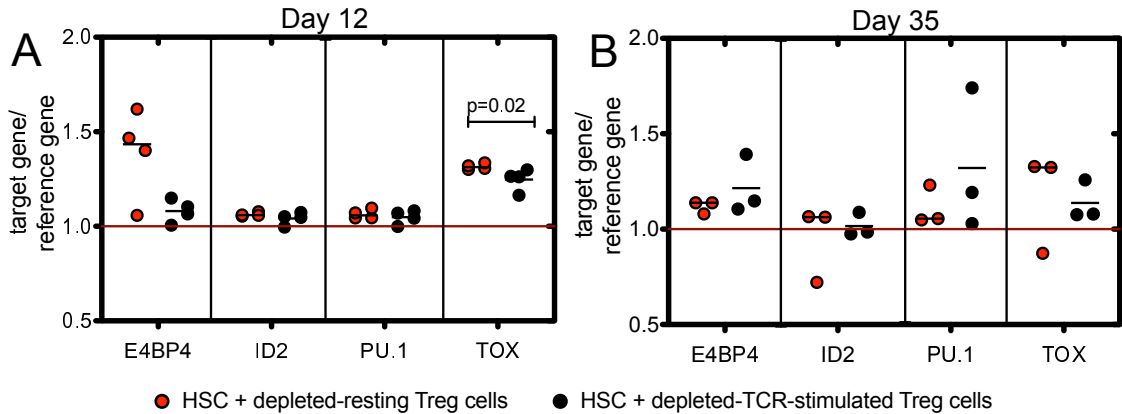 A
Day 12
target gene/
reference gene
2.0
1.5
1.0
0.5
p=0.02
E4BP4 ID2 PU.1 TOX
B
Day 35
target gene/
reference gene
2.0
1.5
1.0
0.5
E4BP4 ID2 PU.1 TOX
HSC + depleted-resting Treg cells
HSC + depleted-TCR-stimulated Treg cells